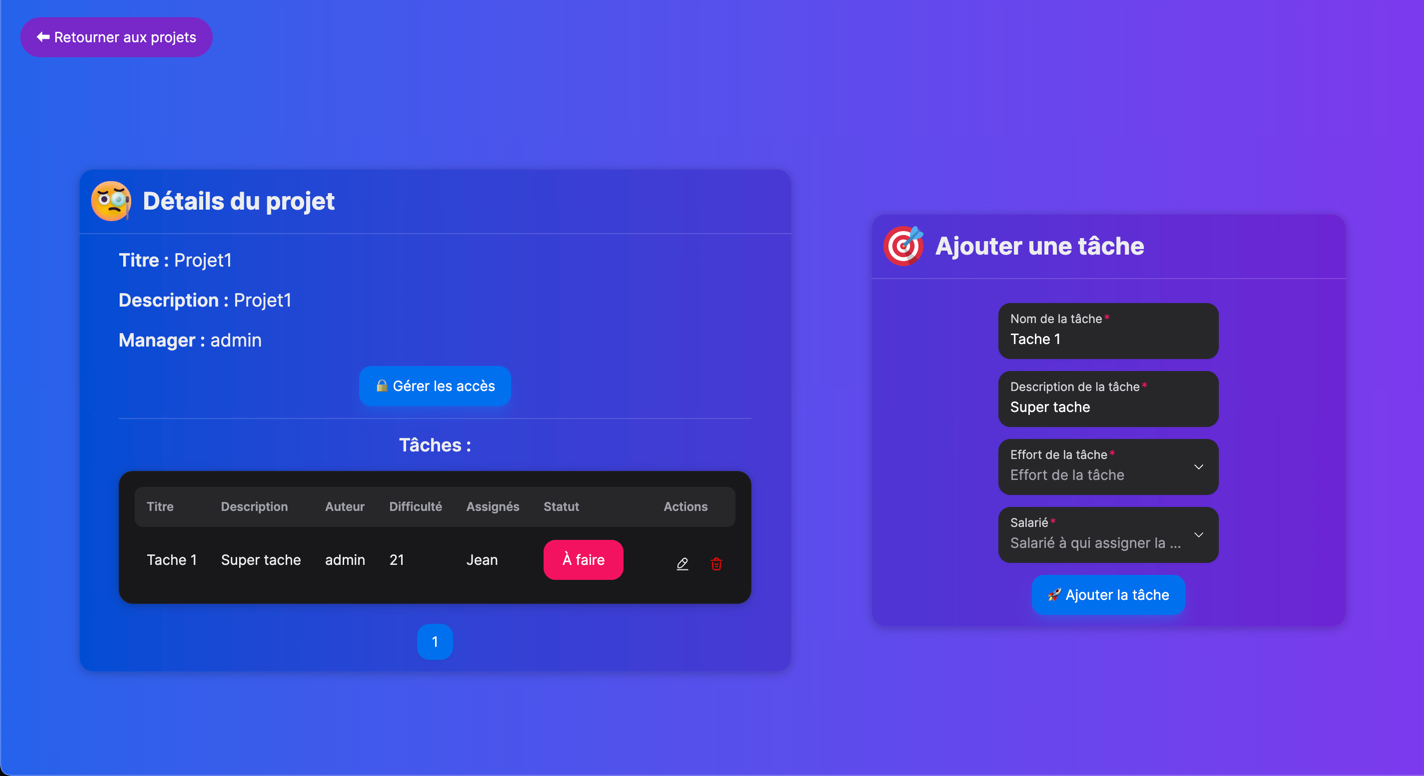 Retourner aux projets
Détails du projet
Titre : Projet1
Description : Projet1
Manager : admin
Gérer les accès
Tâches :
Titre Description Auteur Difficulté Assignés Statut Actions
Tache 1 Super tache admin 21 Jean À faire
1
Ajouter une tâche
Nom de la tâche*
Tache 1
Description de la tâche*
Super tache
Effort de la tâche*
Effort de la tâche
Salarié*
Salarié à qui assigner la ...
Ajouter la tâche